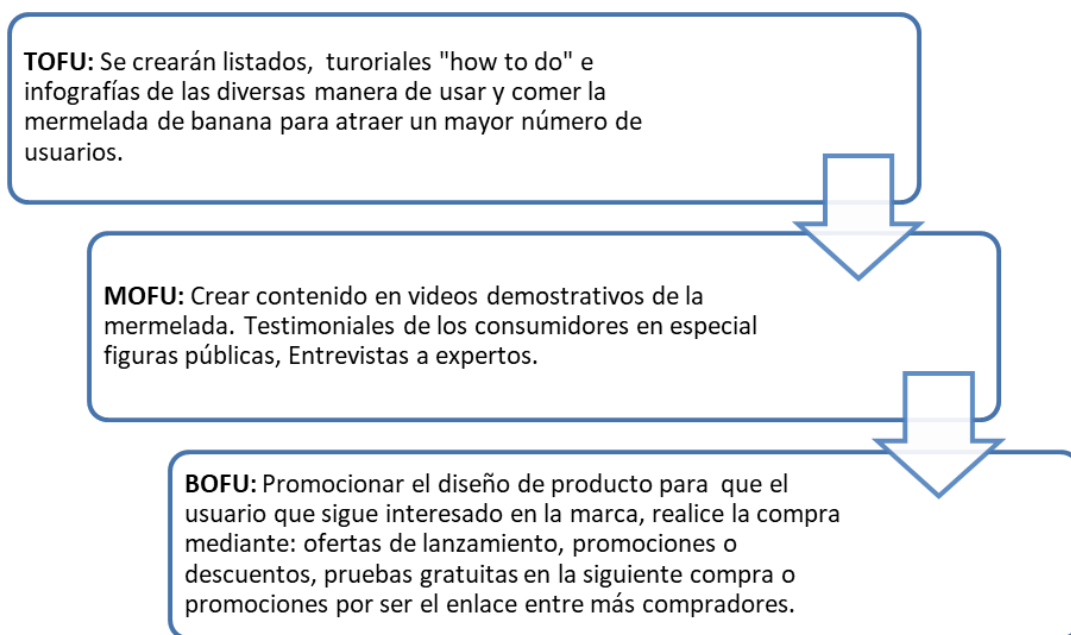 TOFU: Se crearán listados, turoriales "how to do" e
infografías de las diversas manera de usar y comer la
mermelada de banana para atraer un mayor número de
usuarios.
MOFU: Crear contenido en videos demostrativos de la
mermelada. Testimoniales de los consumidores en especial
figuras públicas, Entrevistas a expertos.
BOFU: Promocionar el diseño de producto para que el
usuario que sigue interesado en la marca, realice la compra
mediante: ofertas de lanzamiento, promociones o
descuentos, pruebas gratuitas en la siguiente compra o
promociones por ser el enlace entre más compradores.